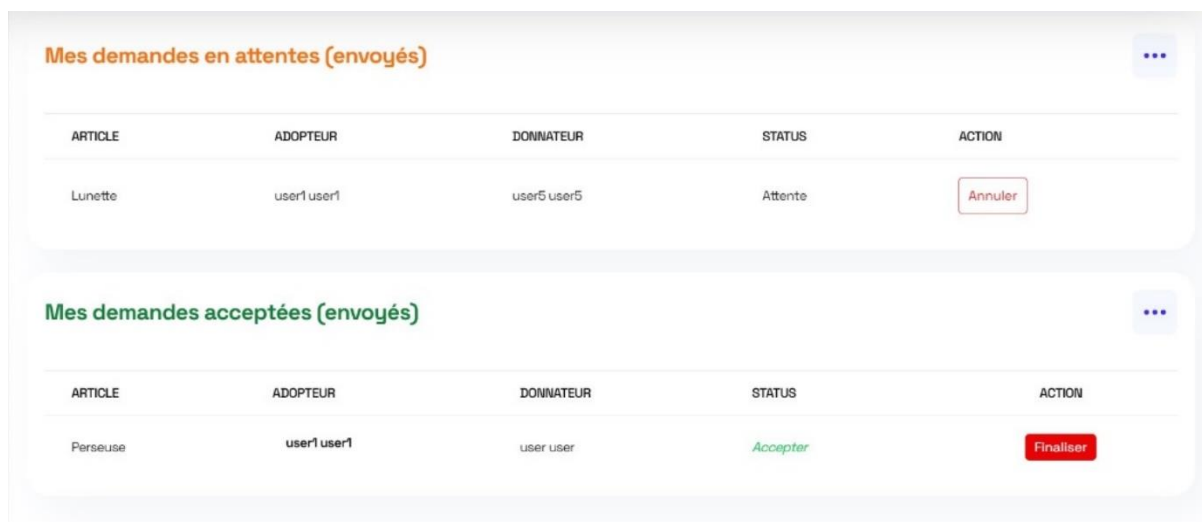 Mes demandes en attentes (envoyés)
ARTICLE ADOPTEUR DONNATEUR STATUS ACTION
Lunette user1 user1 user5 user5 Attente Annuler
Mes demandes acceptées (envoyés)
ARTICLE ADOPTEUR DONNATEUR STATUS ACTION
Perseuse user1 user1 user user Accepter Finaliser